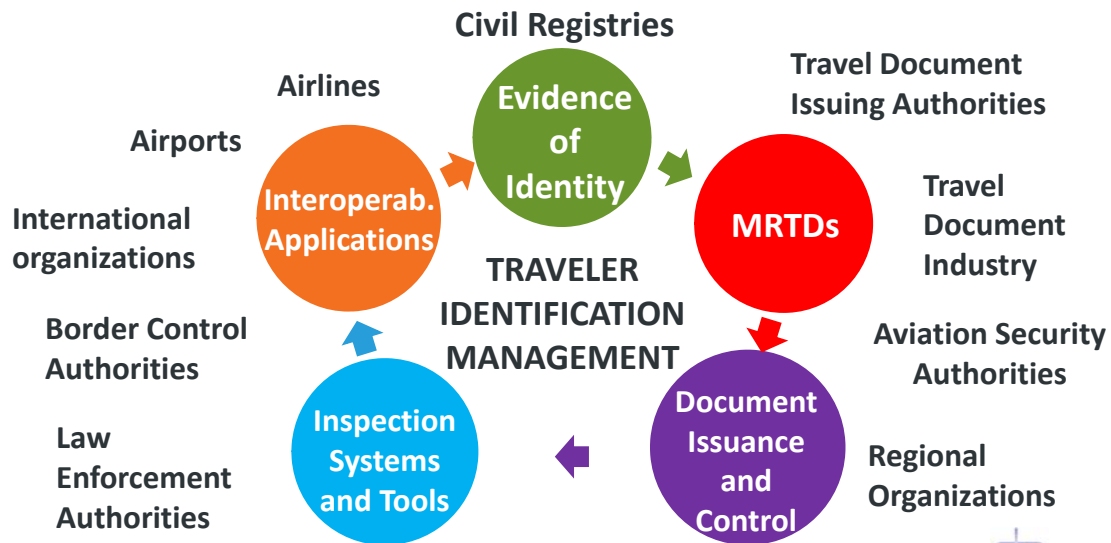 Civil Registries
Airlines
Travel Document
Issuing Authorities
Evidence
of
Identity
Airports
Interoperab.
Applications
MRTDs
Travel
Document
Industry
International
organizations
TRAVELER
IDENTIFICATION
MANAGEMENT
Border Control
Authorities
Aviation Security
Authorities
Inspection
Systems
and Tools
Document
Issuance
and
Control
Law
Enforcement
Authorities
Regional
Organizations